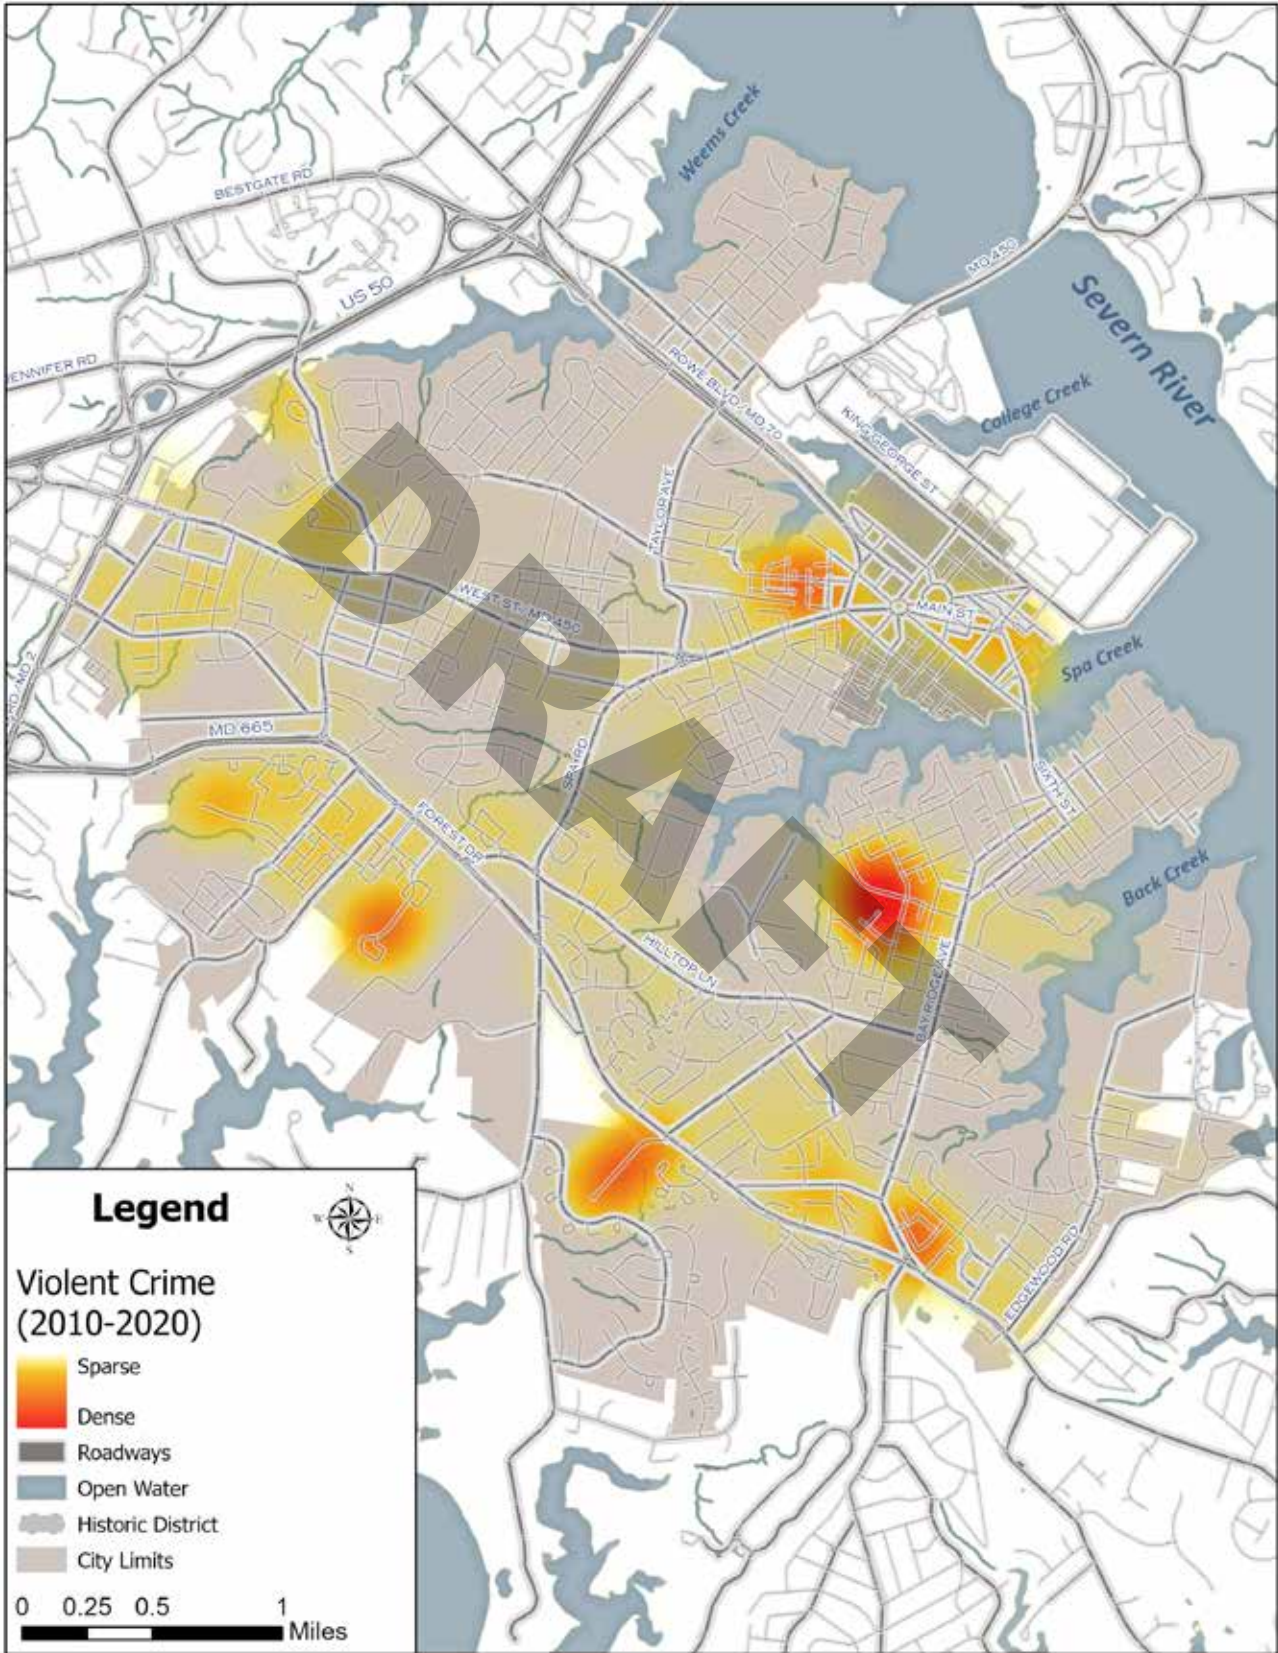 Weems Creek
BESTGATE RD
MD 450
US 50
Severn River
JENNIFER RD
ROWE BLVD/MD 70
College Creek
KING GEORGE ST
TAYLOR AVE
DRAFT
WEST ST/MD 450
MAIN ST
Spa Creek
RD/MD 2
MD 665
SPA RD
SIXTH ST
FOREST DR
Back Creek
HILLTOP LN
BAY RIDGE AVE
EDGEWOOD RD
Legend
N
W E
S
Violent Crime
(2010-2020)
Sparse
Dense
Roadways
Open Water
Historic District
City Limits
0 0.25 0.5 1
Miles